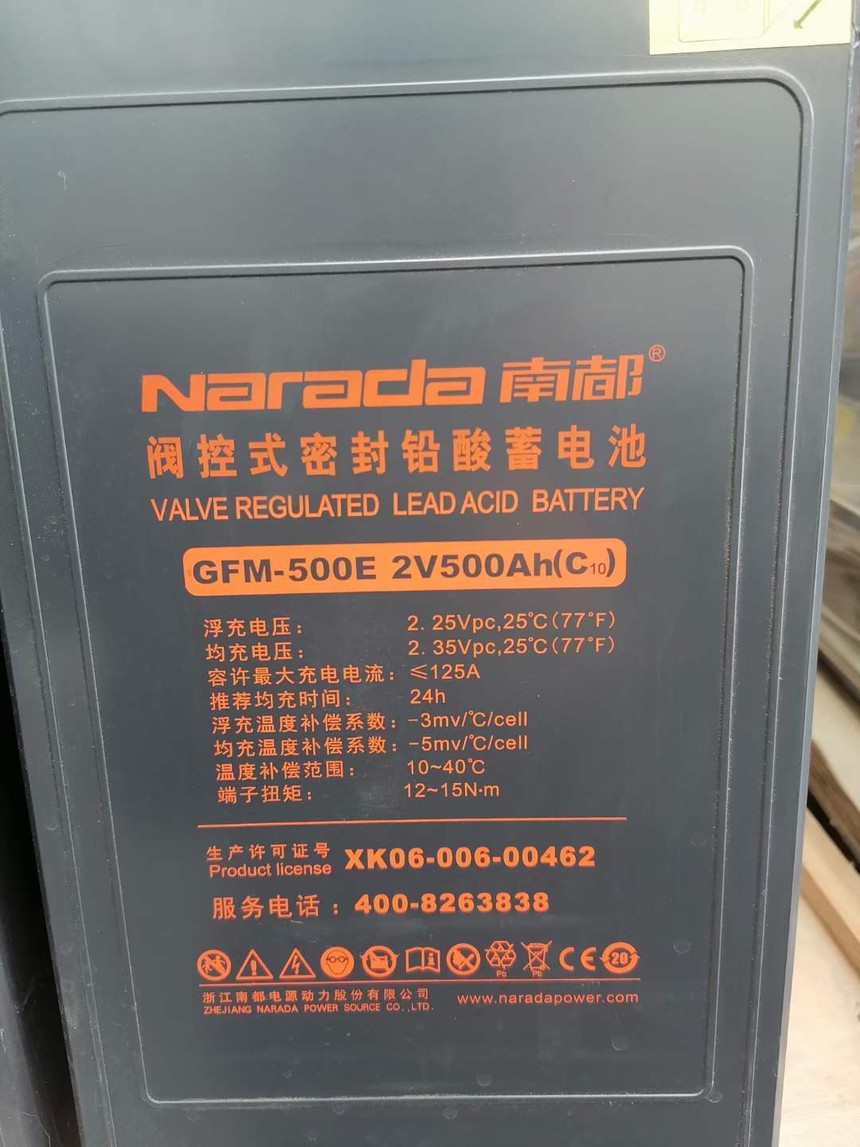 Narada 南都®
阀控式密封铅酸蓄电池
VALVE REGULATED LEAD ACID BATTERY
GFM-500E 2V500Ah(C10)
浮充电压: 2.25Vpc,25℃(77°F)
均充电压: 2.35Vpc,25℃(77°F)
容许最大充电电流: ≤125A
推荐均充时间: 24h
浮充温度补偿系数: -3mv/℃/cell
均充温度补偿系数: -5mv/℃/cell
温度补偿范围: 10~40℃
端子扭矩: 12~15N·m
生产许可证号
Product license XK06-006-00462
服务电话: 400-8263838
Pb Pb CE 20
浙江南都电源动力股份有限公司
ZHEJIANG NARADA POWER SOURCE CO.,LTD. www.naradapower.com